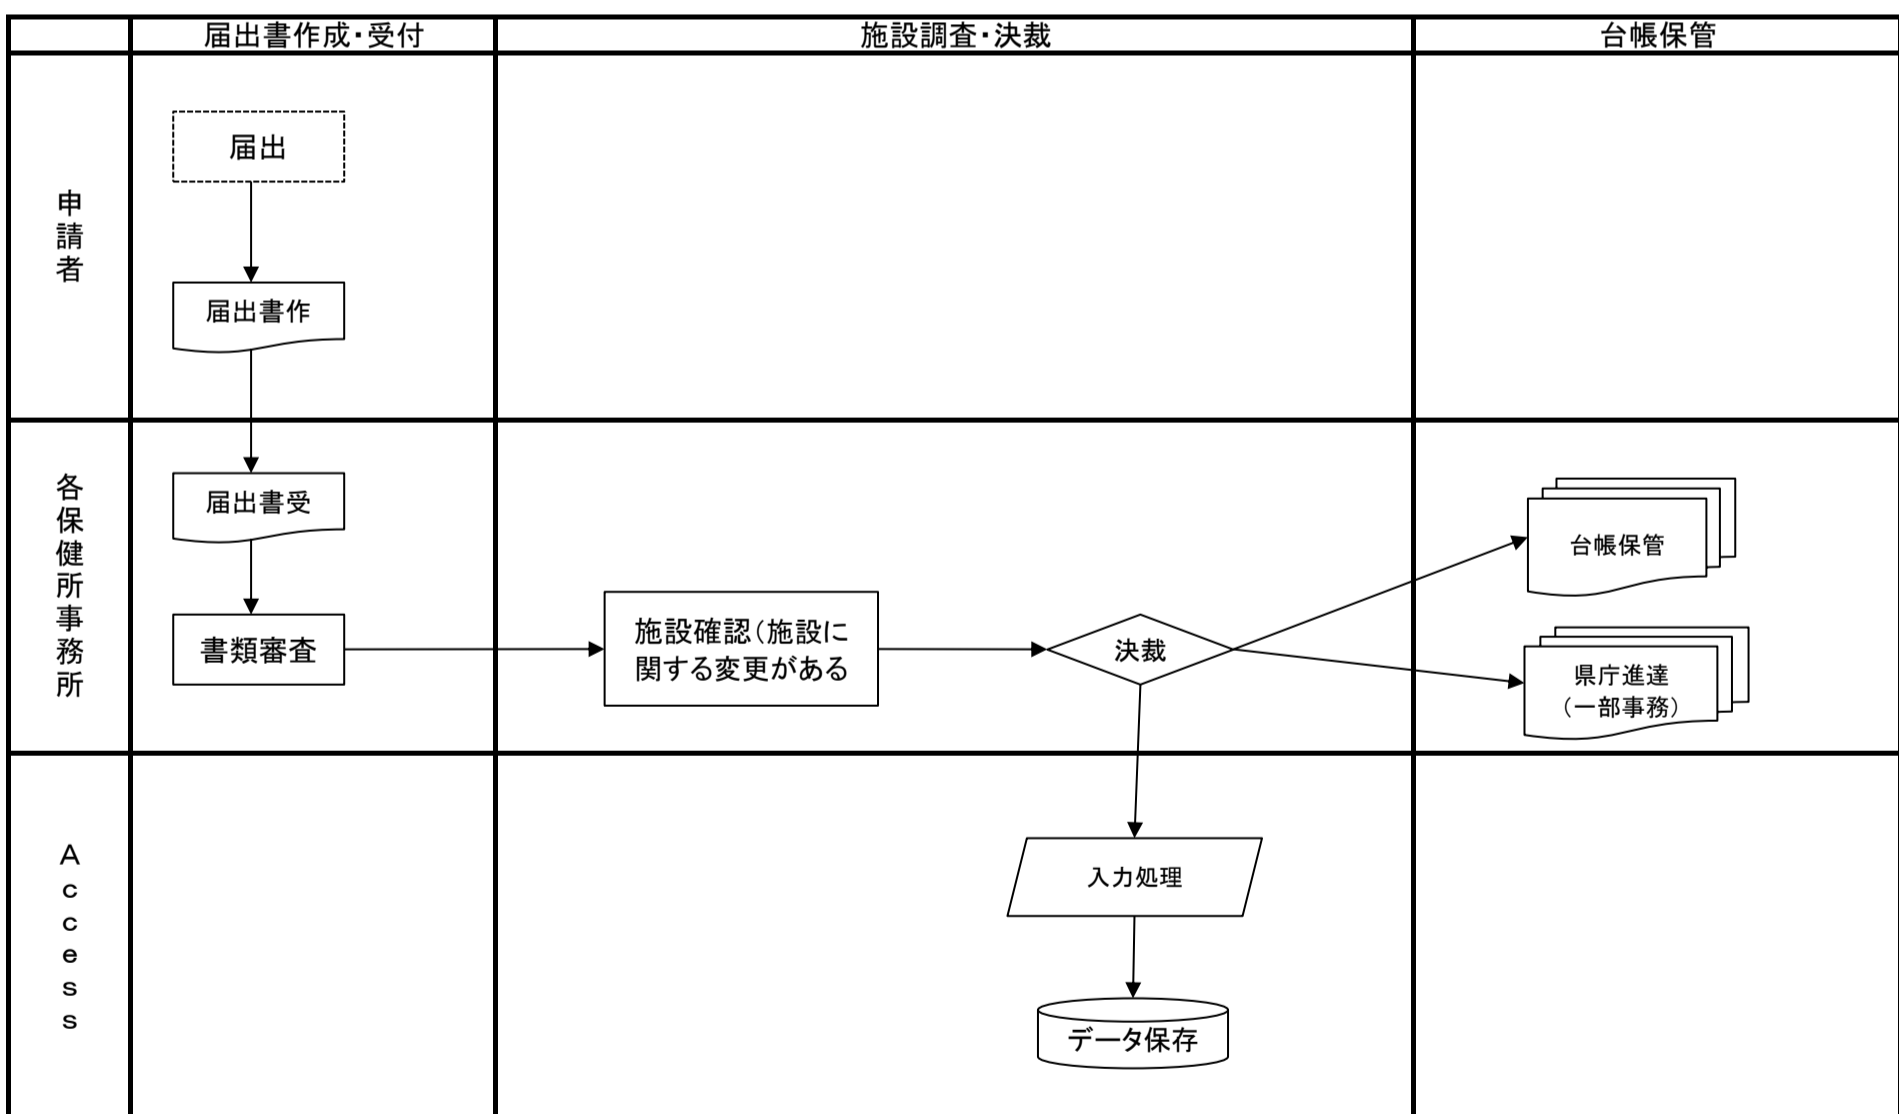 届出書作成・受付
施設調査・決裁
台帳保管
申請者
届出
届出書作
各保健所事務所
届出書受
書類審査
施設確認（施設に
関する変更がある
決裁
台帳保管
県庁進達
（一部事務）
Access
入力処理
データ保存